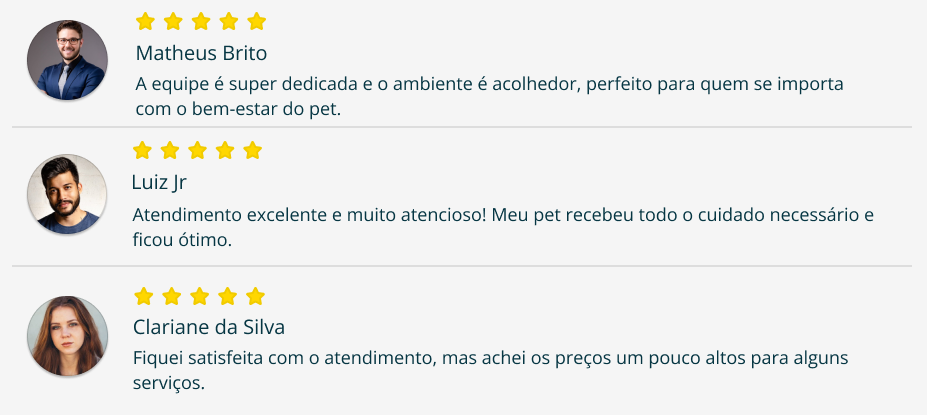 Matheus Brito
A equipe é super dedicada e o ambiente é acolhedor, perfeito para quem se importa
com o bem-estar do pet.
Luiz Jr
Atendimento excelente e muito atencioso! Meu pet recebeu todo o cuidado necessário e
ficou ótimo.
Clariane da Silva
Fiquei satisfeita com o atendimento, mas achei os preços um pouco altos para alguns
serviços.